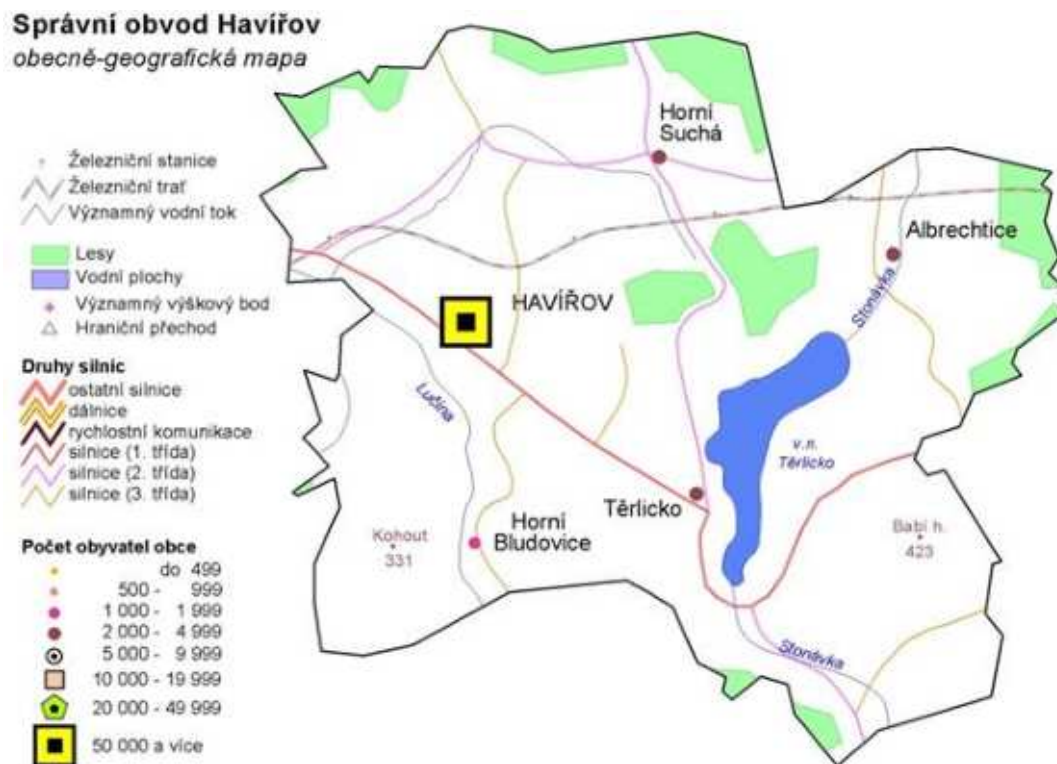 Správní obvod Havířov
obecně-geografická mapa
Železniční stanice
Železniční trať
Významný vodní tok
Lesy
Vodní plochy
Významný výškový bod
Hraniční přechod
Druhy silnic
ostatní silnice
dálnice
rychlostní komunikace
silnice (1. třída)
silnice (2. třída)
silnice (3. třída)
Počet obyvatel obce
do 499
500 - 999
1 000 - 1 999
2 000 - 4 999
5 000 - 9 999
10 000 - 19 999
20 000 - 49 999
50 000 a více
Horní
Suchá
Albrechtice
Stonávka
HAVÍŘOV
Lučina
v.n.
Těrlicko
Těrlicko
Horní
Bludovice
Kohout
331
Babí h.
423
Stonávka